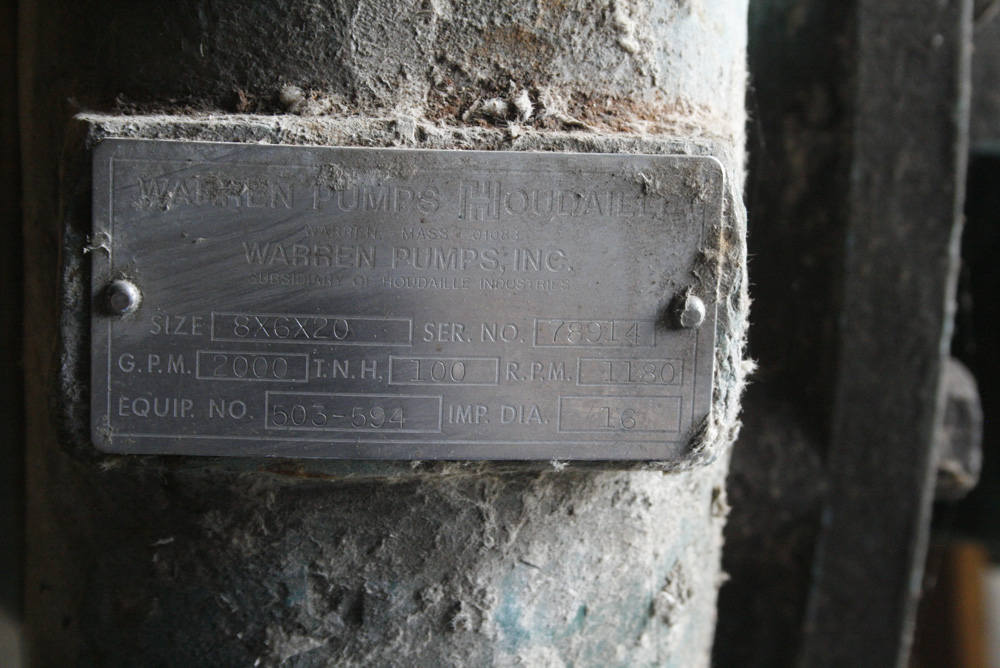 WARREN PUMPS HOUDAILLE
WARREN, MASS. 01083
WARREN PUMPS, INC.
SUBSIDIARY OF HOUDAILLE INDUSTRIES
SIZE 8X6X20 SER. NO. 78914
G.P.M. 2000 T.N.H. 100 R.P.M. 1180
EQUIP. NO. 503-594 IMP. DIA. 16